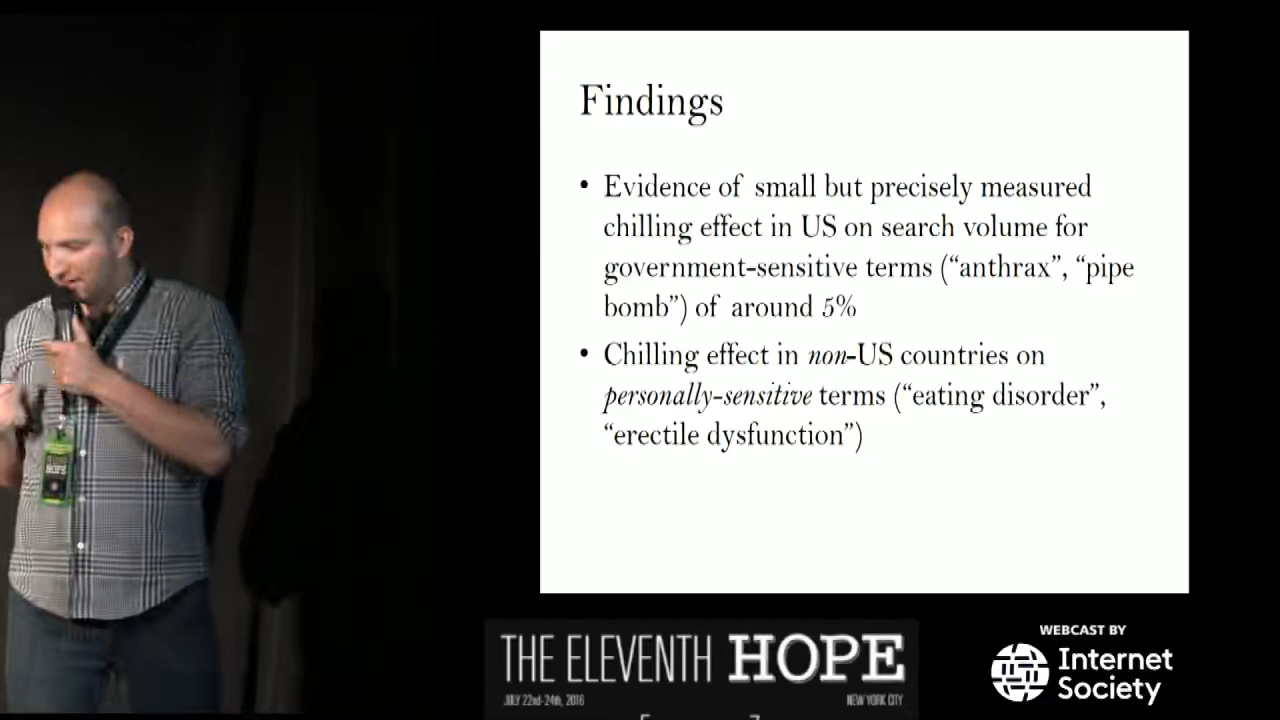 Findings
• Evidence of small but precisely measured
chilling effect in US on search volume for
government-sensitive terms (“anthrax”, “pipe
bomb”) of around 5%
• Chilling effect in non-US countries on
personally-sensitive terms (“eating disorder”,
“erectile dysfunction”)
HOPE
THE ELEVENTH HOPE
JULY 22nd-24th, 2016 NEW YORK CITY
WEBCAST BY
Internet
Society